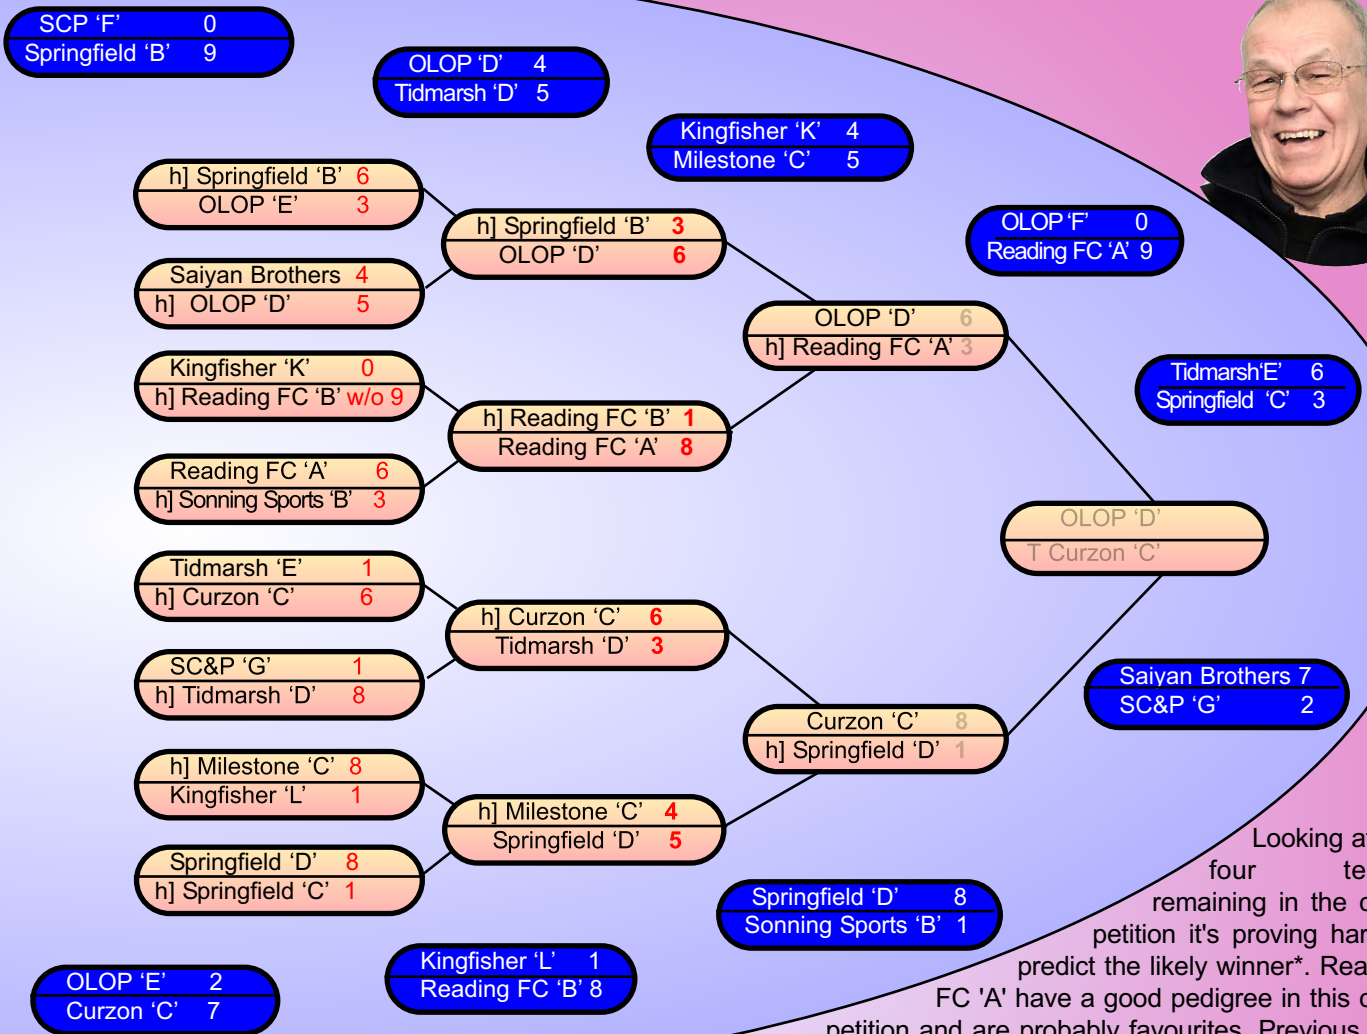 SCP ‘F’ 0
Springfield ‘B’ 9
OLOP ‘D’ 4
Tidmarsh ‘D’ 5
Kingfisher ‘K’ 4
Milestone ‘C’ 5
OLOP ‘F’ 0
Reading FC ‘A’ 9
Tidmarsh‘E’ 6
Springfield ‘C’ 3
Saiyan Brothers 7
SC&P ‘G’ 2
Springfield ‘D’ 8
Sonning Sports ‘B’ 1
Kingfisher ‘L’ 1
Reading FC ‘B’ 8
OLOP ‘E’ 2
Curzon ‘C’ 7
h] Springfield ‘B’ 6
OLOP ‘E’ 3
Saiyan Brothers 4
h] OLOP ‘D’ 5
Kingfisher ‘K’ 0
h] Reading FC ‘B’ w/o 9
Reading FC ‘A’ 6
h] Sonning Sports ‘B’ 3
Tidmarsh ‘E’ 1
h] Curzon ‘C’ 6
SC&P ‘G’ 1
h] Tidmarsh ‘D’ 8
h] Milestone ‘C’ 8
Kingfisher ‘L’ 1
Springfield ‘D’ 8
h] Springfield ‘C’ 1
h] Springfield ‘B’ 3
OLOP ‘D’ 6
h] Reading FC ‘B’ 1
Reading FC ‘A’ 8
h] Curzon ‘C’ 6
Tidmarsh ‘D’ 3
h] Milestone ‘C’ 4
Springfield ‘D’ 5
OLOP ‘D’ 6
h] Reading FC ‘A’ 3
Curzon ‘C’ 8
h] Springfield ‘D’ 1
OLOP ‘D’
T Curzon ‘C’
Looking
four
remaining in the
petition it's proving
predict the likely winner*.
FC 'A' have a good pedigree in this
petition and are probably favourites. Previous